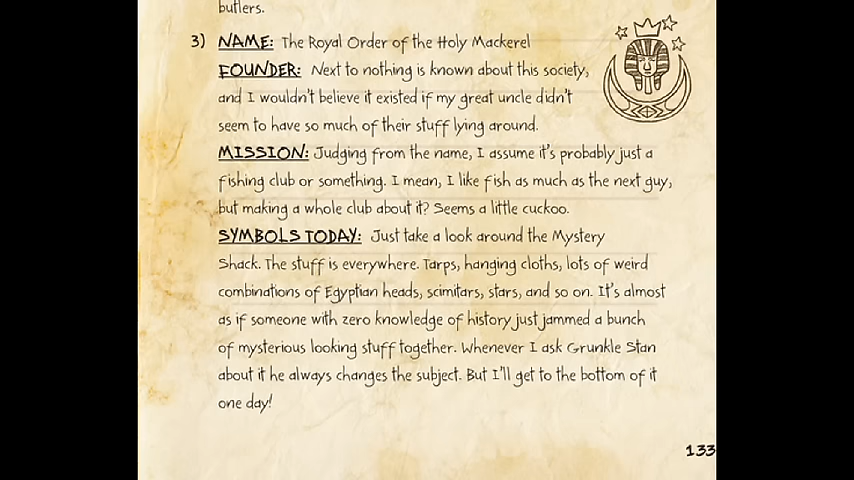 butlers.
3) NAME: The Royal Order of the Holy Mackerel
FOUNDER: Next to nothing is known about this society,
and I wouldn't believe it existed if my great uncle didn't
seem to have so much of their stuff lying around.
MISSION: Judging from the name, I assume it's probably just a
fishing club or something. I mean, I like fish as much as the next guy,
but making a whole club about it? Seems a little cuckoo.
SYMBOLS TODAY: Just take a look around the Mystery
Shack. The stuff is everywhere. Tarps, hanging cloths, lots of weird
combinations of Egyptian heads, scimitars, stars, and so on. It's almost
as if someone with zero knowledge of history just jammed a bunch
of mysterious looking stuff together. Whenever I ask Grunkle Stan
about it he always changes the subject. But I'll get to the bottom of it
one day!
133